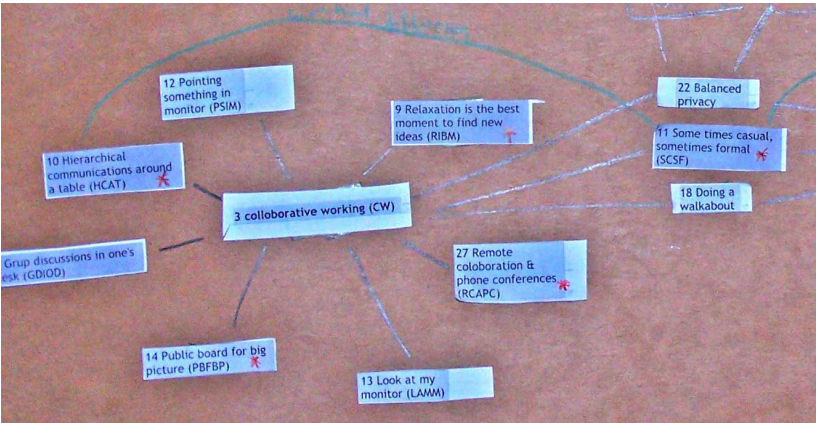 12 Pointing
something in
monitor (PSIM)
9 Relaxation is the best
moment to find new
ideas (RIBM)
22 Balanced
privacy
11 Some times casual,
sometimes formal
(SCSF)
10 Hierarchical
communications around
a table (HCAT)
3 colloborative working (CW)
18 Doing a
walkabout
Grup discussions in one's
esk (GDIOD)
27 Remote
coloboration &
phone conferences
(RCAPC)
14 Public board for big
picture (PBFBP)
13 Look at my
monitor (LAMM)